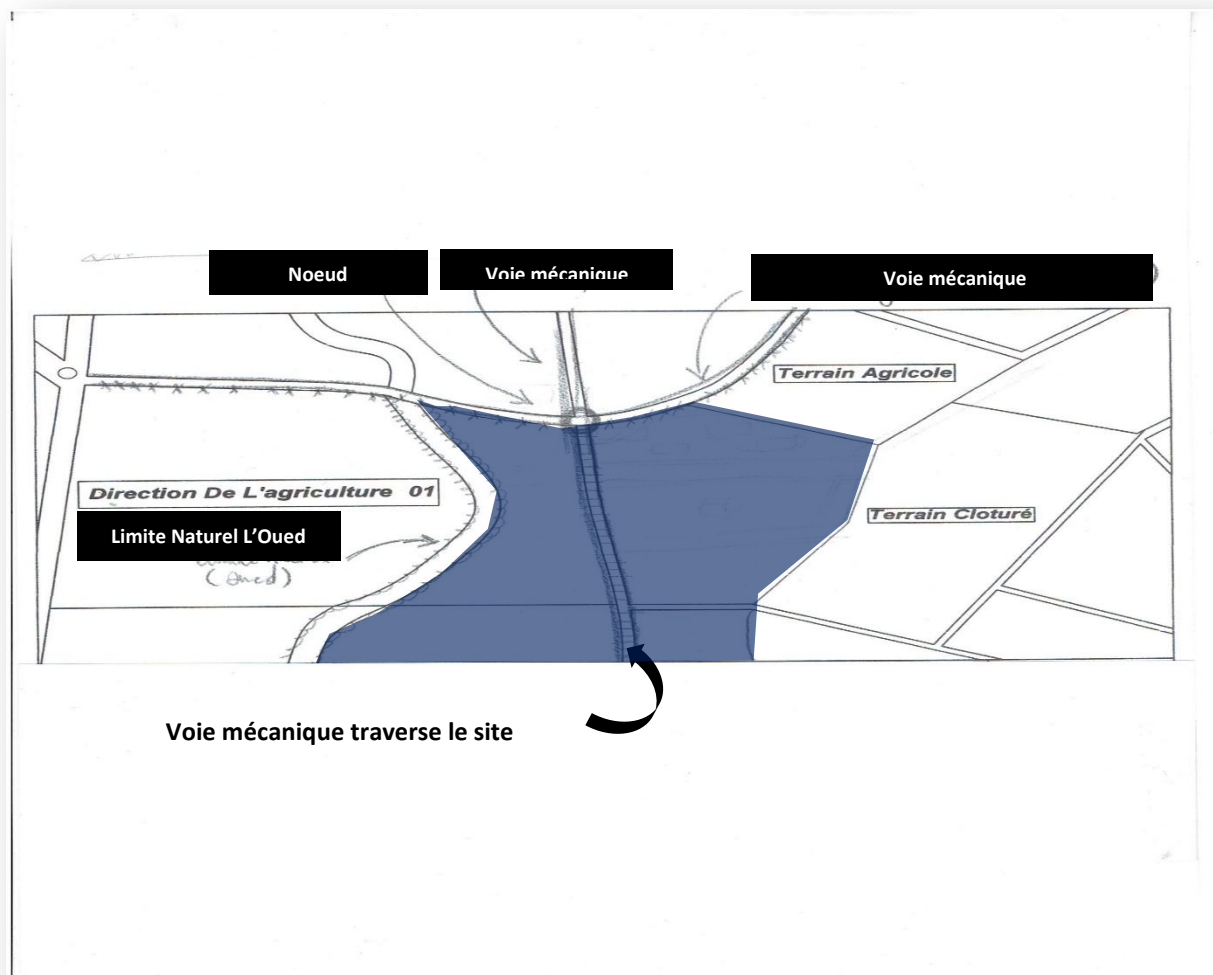 Noeud
Voie mécanique
Voie mécanique
Terrain Agricole
Direction De L'agriculture 01
Terrain Cloturé
Limite Naturel L'Oued
(oued)
Voie mécanique traverse le site